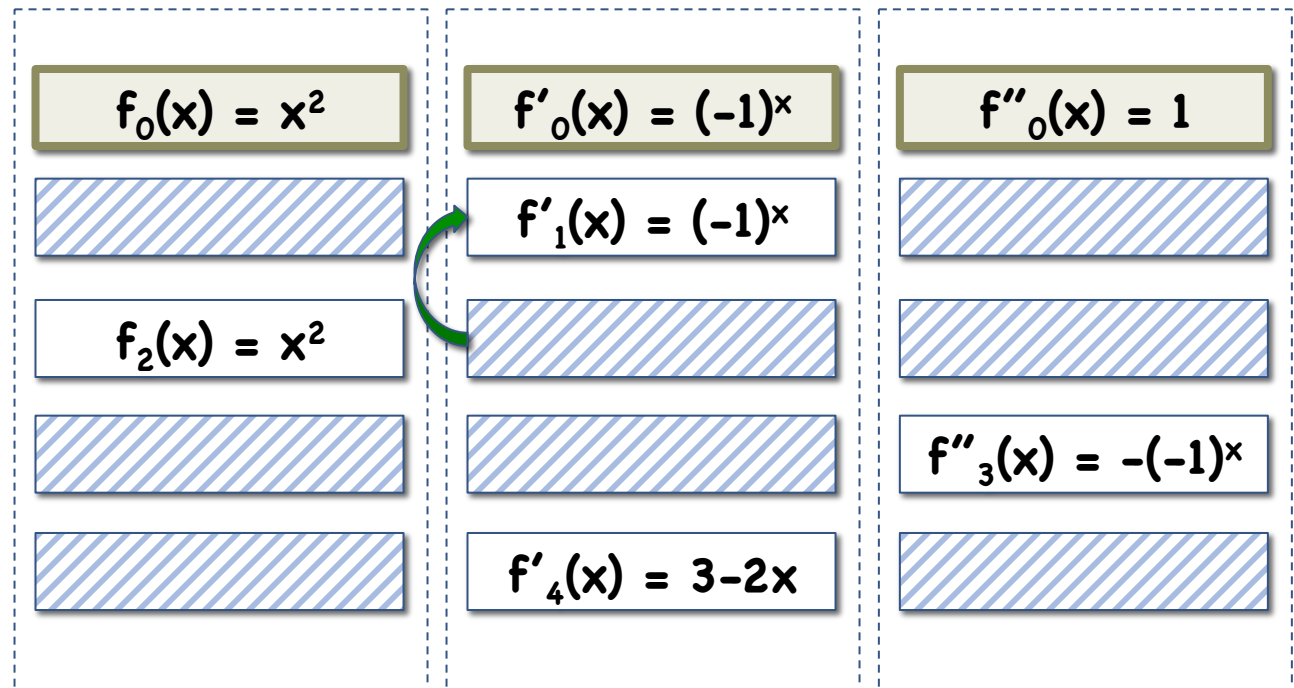 f₀(x) = x²
f′₀(x) = (-1)ˣ
f″₀(x) = 1
f′₁(x) = (-1)ˣ
f₂(x) = x²
f″₃(x) = -(-1)ˣ
f′₄(x) = 3-2x